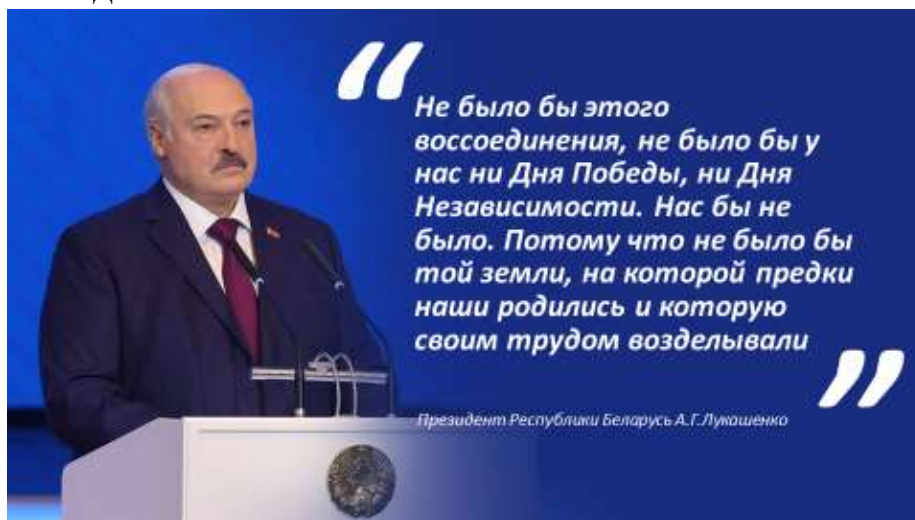 “
Не было бы этого
воссоединения, не было бы у
нас ни Дня Победы, ни Дня
Независимости. Нас бы не
было. Потому что не было бы
той земли, на которой предки
наши родились и которую
своим трудом возделывали
”
Президент Республики Беларусь А.Г.Лукашенко